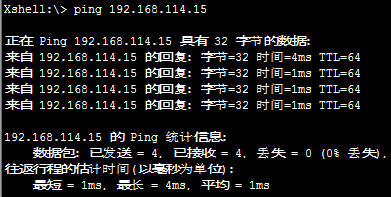 Xshell:\> ping 192.168.114.15
正在 Ping 192.168.114.15 具有 32 字节的数据:
来自 192.168.114.15 的回复: 字节=32 时间=4ms TTL=64
来自 192.168.114.15 的回复: 字节=32 时间=1ms TTL=64
来自 192.168.114.15 的回复: 字节=32 时间=1ms TTL=64
来自 192.168.114.15 的回复: 字节=32 时间=1ms TTL=64
192.168.114.15 的 Ping 统计信息:
数据包: 已发送 = 4, 已接收 = 4, 丢失 = 0 (0% 丢失),
往返行程的估计时间(以毫秒为单位):
最短 = 1ms, 最长 = 4ms, 平均 = 1ms